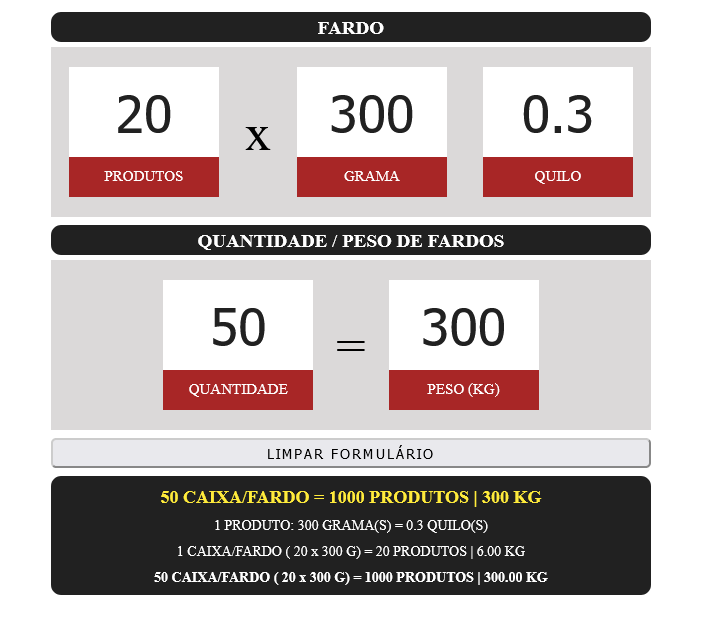 FARDO
20 x 300 0.3
PRODUTOS GRAMA QUILO
QUANTIDADE / PESO DE FARDOS
50 = 300
QUANTIDADE PESO (KG)
LIMPAR FORMULÁRIO
50 CAIXA/FARDO = 1000 PRODUTOS | 300 KG
1 PRODUTO: 300 GRAMA(S) = 0.3 QUILO(S)
1 CAIXA/FARDO ( 20 x 300 G) = 20 PRODUTOS | 6.00 KG
50 CAIXA/FARDO ( 20 x 300 G) = 1000 PRODUTOS | 300.00 KG